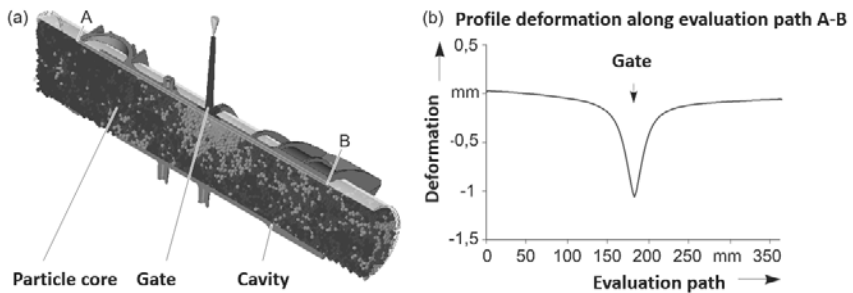 (a)
A
B
Particle core
Gate
Cavity
(b) Profile deformation along evaluation path A-B
0,5
mm
-0,5
-1
-1,5
Deformation
Gate
0 50 100 150 200 250 mm 350
Evaluation path